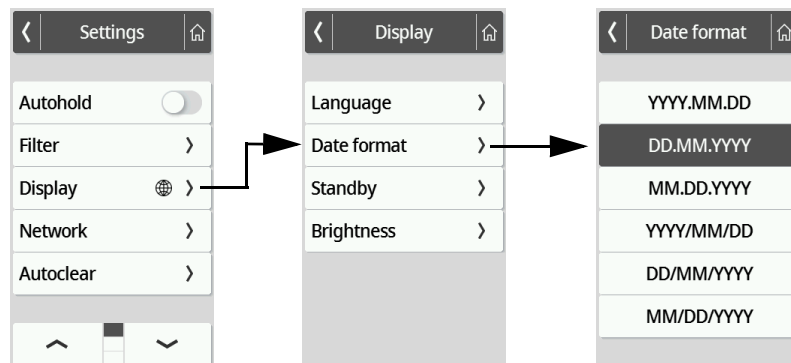 Settings
Autohold
Filter
Display
Network
Autoclear
Display
Language
Date format
Standby
Brightness
Date format
YYYY.MM.DD
DD.MM.YYYY
MM.DD.YYYY
YYYY/MM/DD
DD/MM/YYYY
MM/DD/YYYY